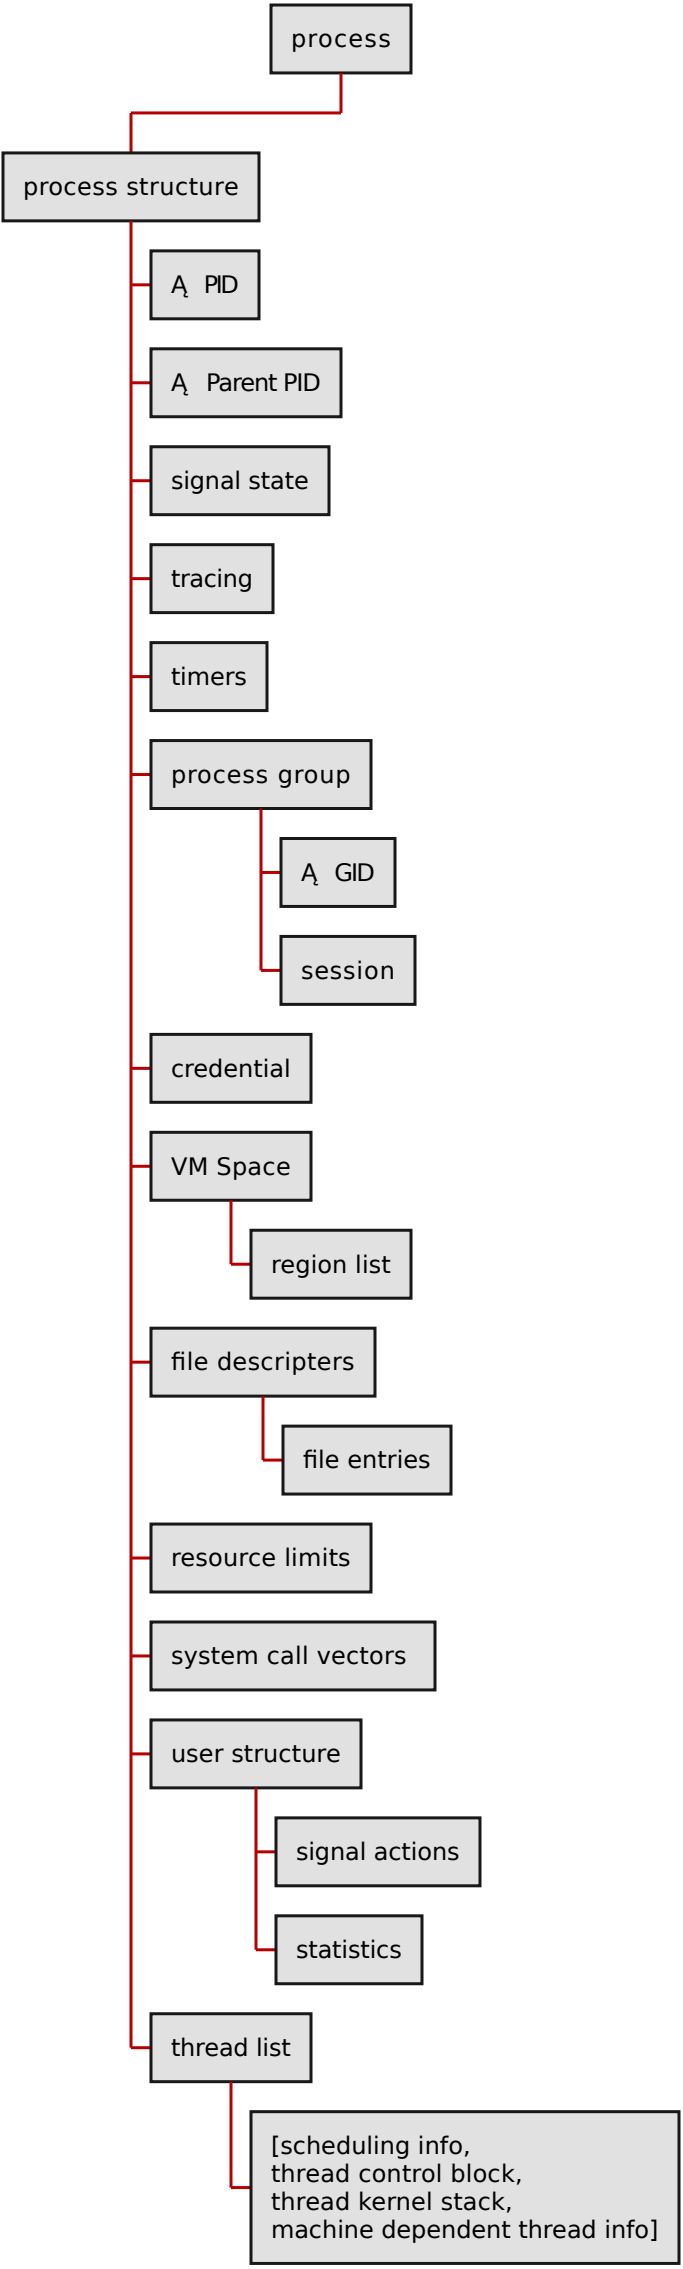 process
process structure
Ą PID
Ą Parent PID
signal state
tracing
timers
process group
Ą GID
session
credential
VM Space
region list
file descripters
file entries
resource limits
system call vectors
user structure
signal actions
statistics
thread list
[scheduling info,
thread control block,
thread kernel stack,
machine dependent thread info]